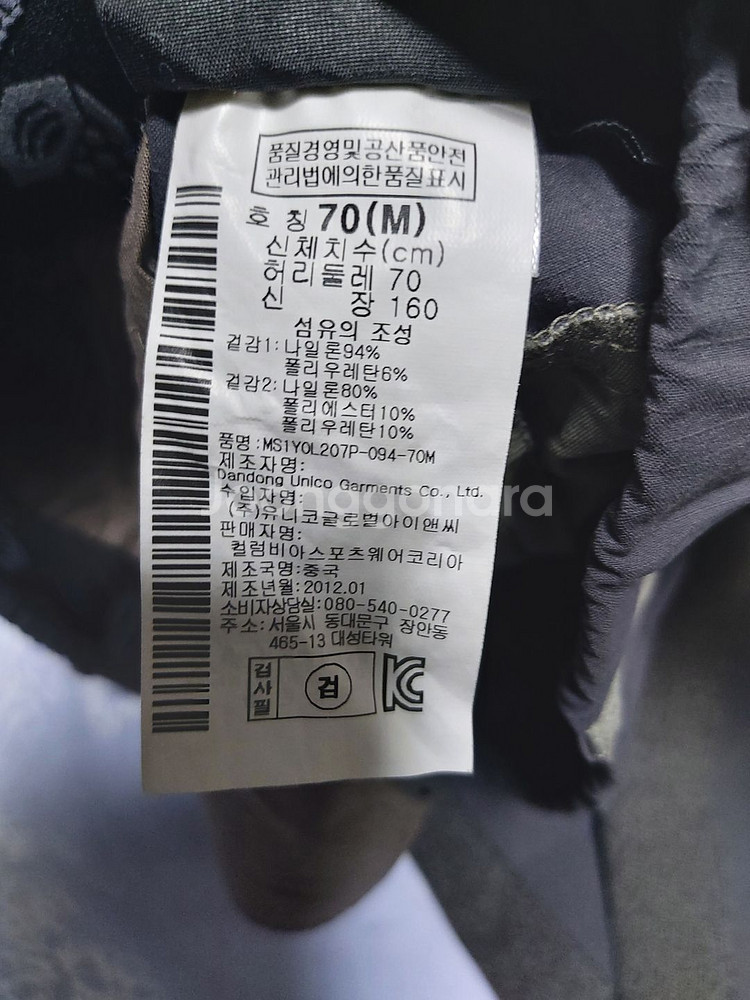 품질경영및공산품안전
관리법에의한품질표시
호 칭 70(M)
신체치수(cm)
허리둘레 70
신 장 160
섬유의 조성
겉감1:나일론94%
폴리우레탄6%
겉감2:나일론80%
폴리에스터10%
폴리우레탄10%
품명:MS1YOL207P-094-70M
제조자명:
Dandong Unico Garments Co., Ltd.
수입자명:
(주)유니코글로벌아이앤씨
판매자명:
컬럼비아스포츠웨어코리아
제조국명:중국
제조년월:2012.01
소비자상담실:080-540-0277
주소:서울시 동대문구 장안동
465-13 대성타워
검사필
검
KC
Joonggonara